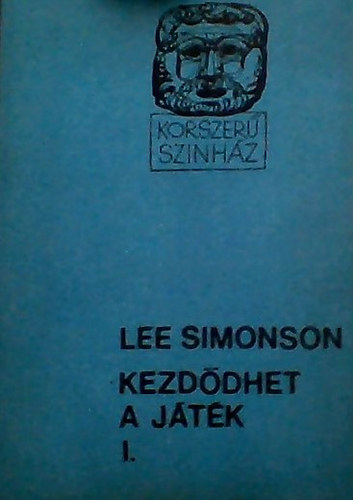 KORSZERŰ
SZINHÁZ
LEE SIMONSON
KEZDŐDHET
A JÁTÉK
I.